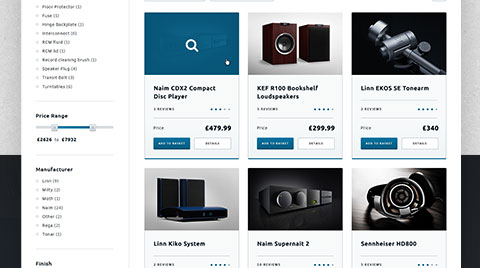 Floor Protector (1)
Fuse (5)
Hinge Backplate (2)
Interconnect (0)
RCM fluid (1)
RCM lid (1)
Record cleaning brush (1)
Speaker Plug (4)
Transit Bolt (3)
Turntables (6)
Price Range
£2626 to £7932
Manufacturer
Linn (9)
Mitty (2)
Moth (1)
Naim (24)
Other (2)
Rega (2)
Tonar (1)
Finish
Naim CDX2 Compact
Disc Player
3 REVIEWS
Price £479.99
ADD TO BASKET DETAILS
KEF R100 Bookshelf
Loudspeakers
5 REVIEWS
Price £299.99
ADD TO BASKET DETAILS
Linn EKOS SE Tonearm
2 REVIEWS
Price £340
ADD TO BASKET DETAILS
Linn Kiko System
2 REVIEWS
Naim Supernait 2
10 REVIEWS
Sennheiser HD800
5 REVIEWS